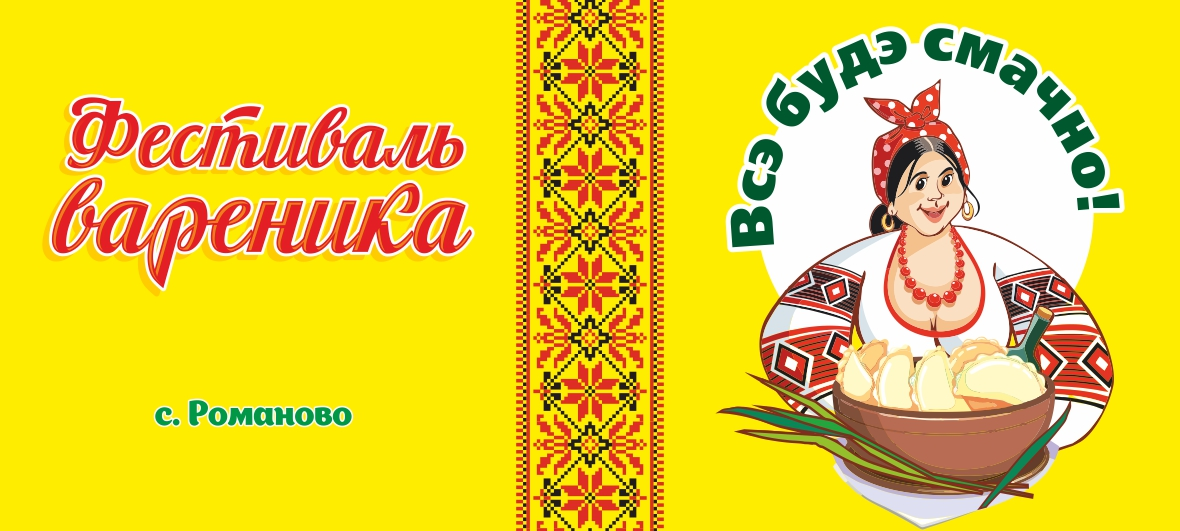 Фестиваль
вареника
с. Романово
Всэ будэ смачно!